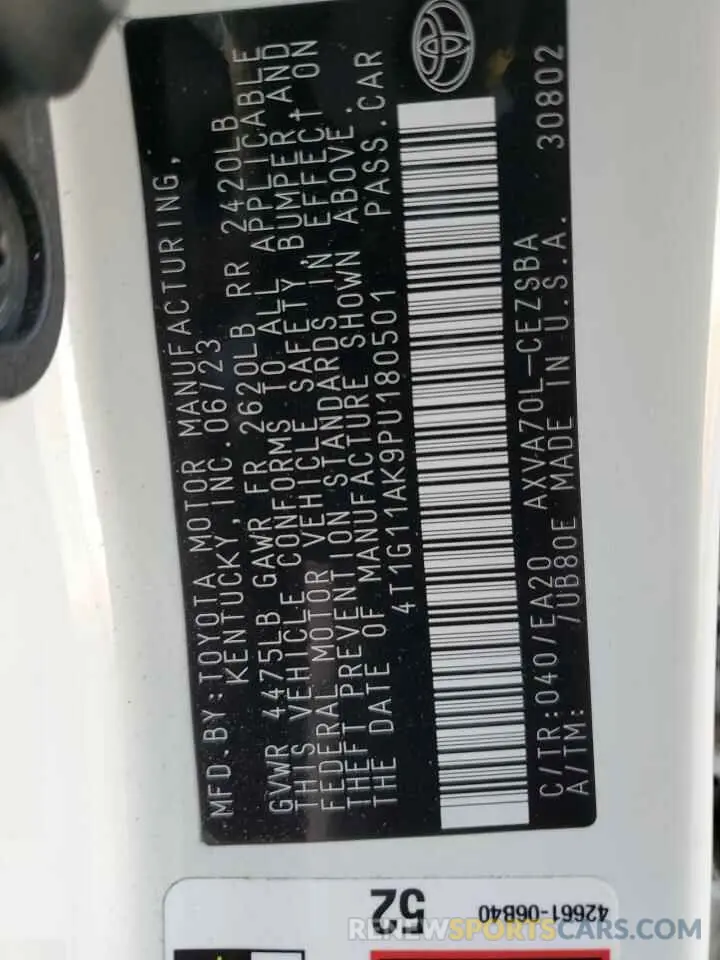 MFD.BY:TOYOTA MOTOR MANUFACTURING,
KENTUCKY,INC.06/23
GVWR 4475LB GAWR FR 2620LB RR 2420LB
THIS VEHICLE CONFORMS TO ALL APPLICABLE
FEDERAL MOTOR VEHICLE SAFETY,BUMPER,AND
THEFT PREVENTION STANDARDS IN EFFECT ON
THE DATE OF MANUFACTURE SHOWN ABOVE.
4T1G11AK9PU180501 PASS.CAR
C/TR:040/EA20 AXVA70L-CEZSBA 30802
A/TM: /UB80E MADE IN U.S.A.
52
42661-06B40
RENEWSPORTSCARS.COM